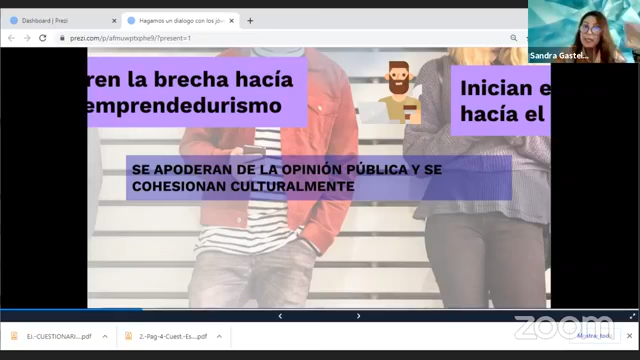 Dashboard | Prezi
Hagamos un dialogo con los jóv
prezi.com/p/afmuwptxphe9/?present=1
Sandra Gastel...
ren la brecha hacía
emprendedurismo
Inician e
hacía el
SE APODERAN DE LA OPINIÓN PÚBLICA Y SE
COHESIONAN CULTURALMENTE
EJ.-CUESTIONARI....pdf
2.-Pag-4-Cuest.-Es....pdf
Mostrar todo
zoom